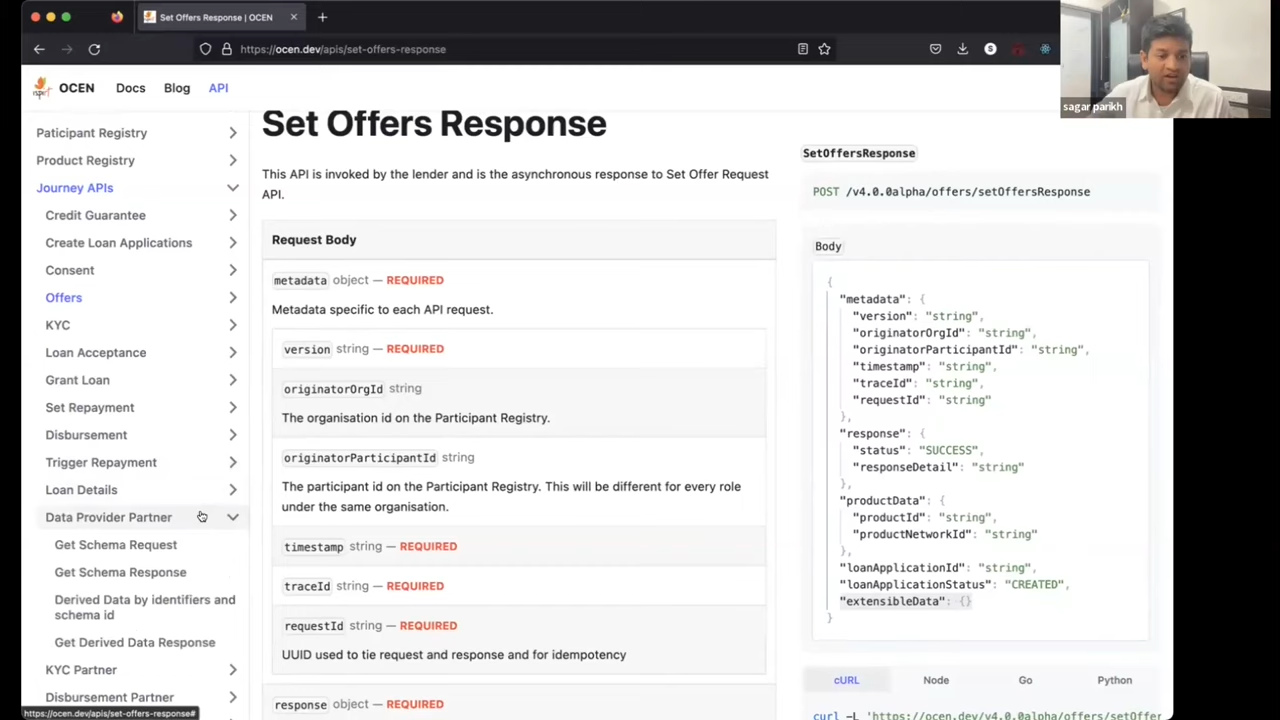 Set Offers Response | OCEN
https://ocen.dev/apis/set-offers-response
OCEN Docs Blog API
sagar parikh
Paticipant Registry
Product Registry
Journey APIs
Credit Guarantee
Create Loan Applications
Consent
Offers
KYC
Loan Acceptance
Grant Loan
Set Repayment
Disbursement
Trigger Repayment
Loan Details
Data Provider Partner
Get Schema Request
Get Schema Response
Derived Data by identifiers and
schema id
Get Derived Data Response
KYC Partner
Disbursement Partner
https://ocen.dev/apis/set-offers-response#
Set Offers Response
This API is invoked by the lender and is the asynchronous response to Set Offer Request
API.
Request Body
metadata object — REQUIRED
Metadata specific to each API request.
version string — REQUIRED
originatorOrgId string
The organisation id on the Participant Registry.
originatorParticipantId string
The participant id on the Participant Registry. This will be different for every role
under the same organisation.
timestamp string — REQUIRED
traceId string — REQUIRED
requestId string — REQUIRED
UUID used to tie request and response and for idempotency
response object — REQUIRED
SetOffersResponse
POST /v4.0.0alpha/offers/setOffersResponse
Body
{
"metadata": {
"version": "string",
"originatorOrgId": "string",
"originatorParticipantId": "string",
"timestamp": "string",
"traceId": "string",
"requestId": "string"
},
"response": {
"status": "SUCCESS",
"responseDetail": "string"
},
"productData": {
"productId": "string",
"productNetworkId": "string"
},
"loanApplicationId": "string",
"loanApplicationStatus": "CREATED",
"extensibleData": {}
}
cURL Node Go Python
curl -L 'https://ocen.dev/v4.0.0alpha/offers/setOffer